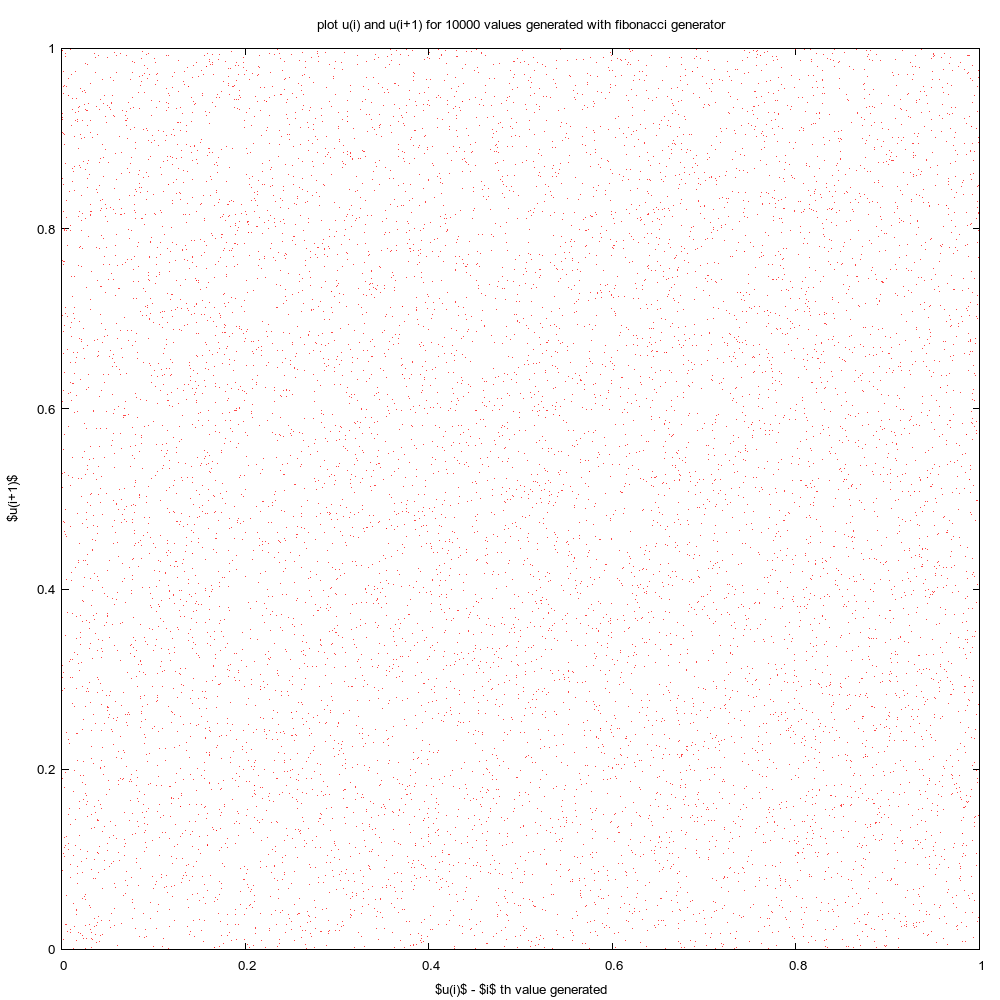 plot u(i) and u(i+1) for 10000 values generated with fibonacci generator
1
0.8
0.6
$u(i+1)$
0.4
0.2
0
0 0.2 0.4 0.6 0.8 1
$u(i)$ - $i$ th value generated